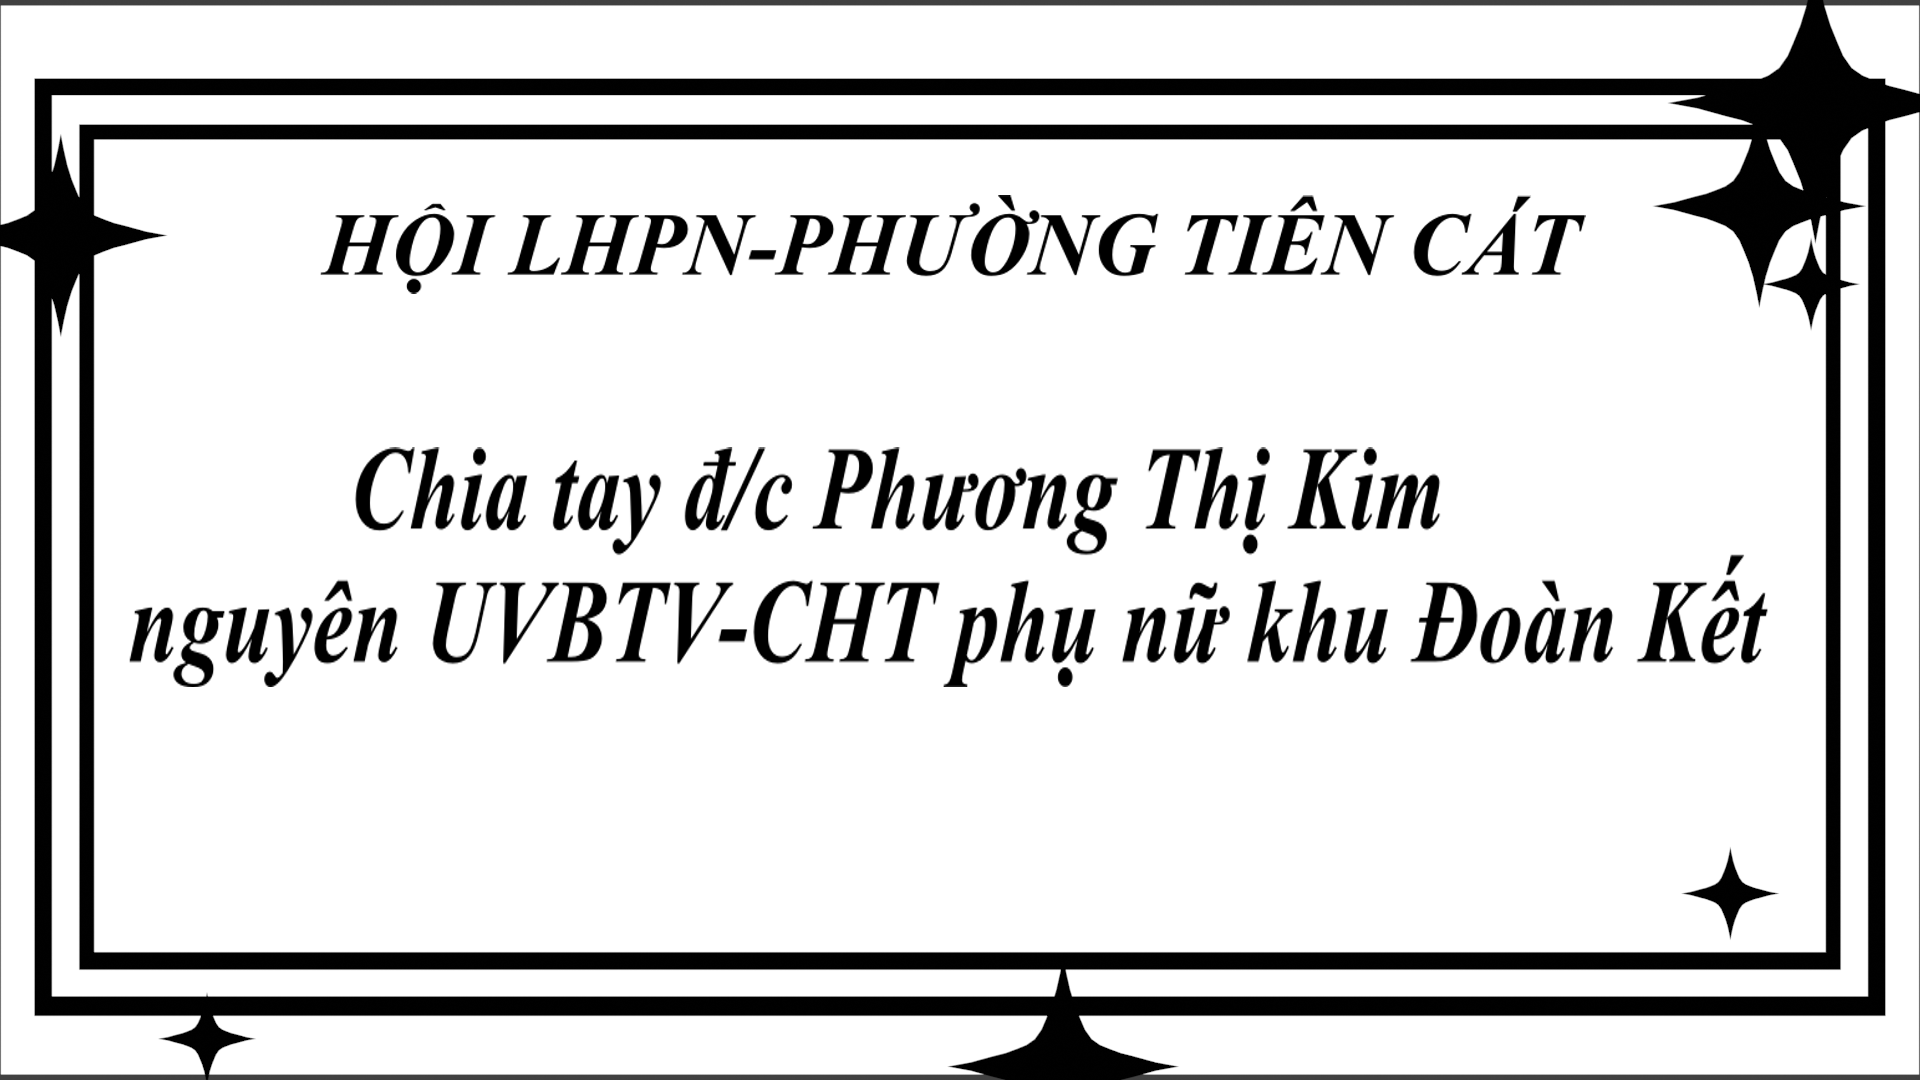 HỘI LHPN-PHƯỜNG TIÊN CÁT
Chia tay đ/c Phương Thị Kim
nguyên UVBTV-CHT phụ nữ khu Đoàn Kết